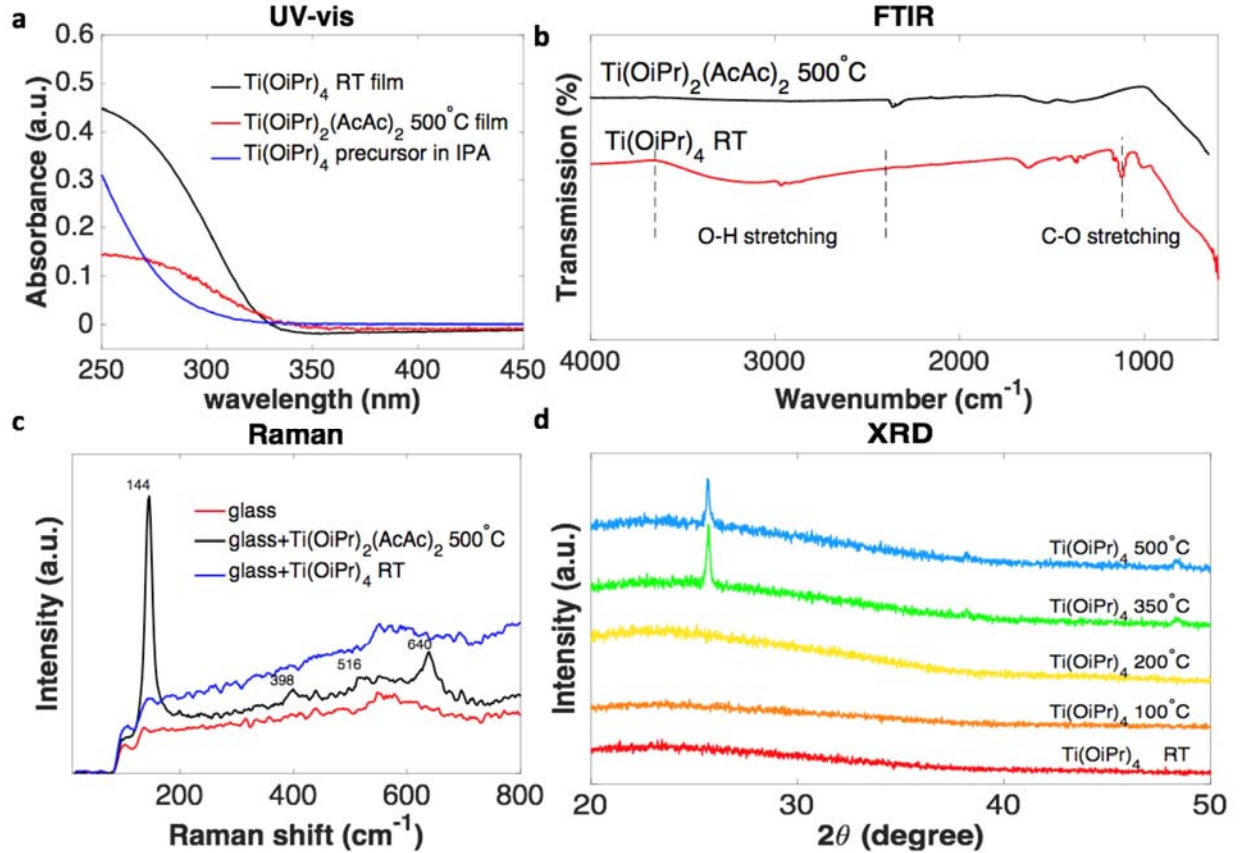 a
UV-vis
0.6
0.5
0.4
0.3
0.2
0.1
0
Absorbance (a.u.)
Ti(OiPr)₄ RT film
Ti(OiPr)₂(AcAc)₂ 500°C film
Ti(OiPr)₄ precursor in IPA
250 300 350 400 450
wavelength (nm)
b
FTIR
Transmission (%)
Ti(OiPr)₂(AcAc)₂ 500°C
Ti(OiPr)₄ RT
O-H stretching
C-O stretching
4000 3000 2000 1000
Wavenumber (cm⁻¹)
c
Raman
Intensity (a.u.)
144
glass
glass+Ti(OiPr)₂(AcAc)₂ 500°C
glass+Ti(OiPr)₄ RT
398
516
640
200 400 600 800
Raman shift (cm⁻¹)
d
XRD
Intensity (a.u.)
Ti(OiPr)₄ 500°C
Ti(OiPr)₄ 350°C
Ti(OiPr)₄ 200°C
Ti(OiPr)₄ 100°C
Ti(OiPr)₄ RT
20 30 40 50
2θ (degree)